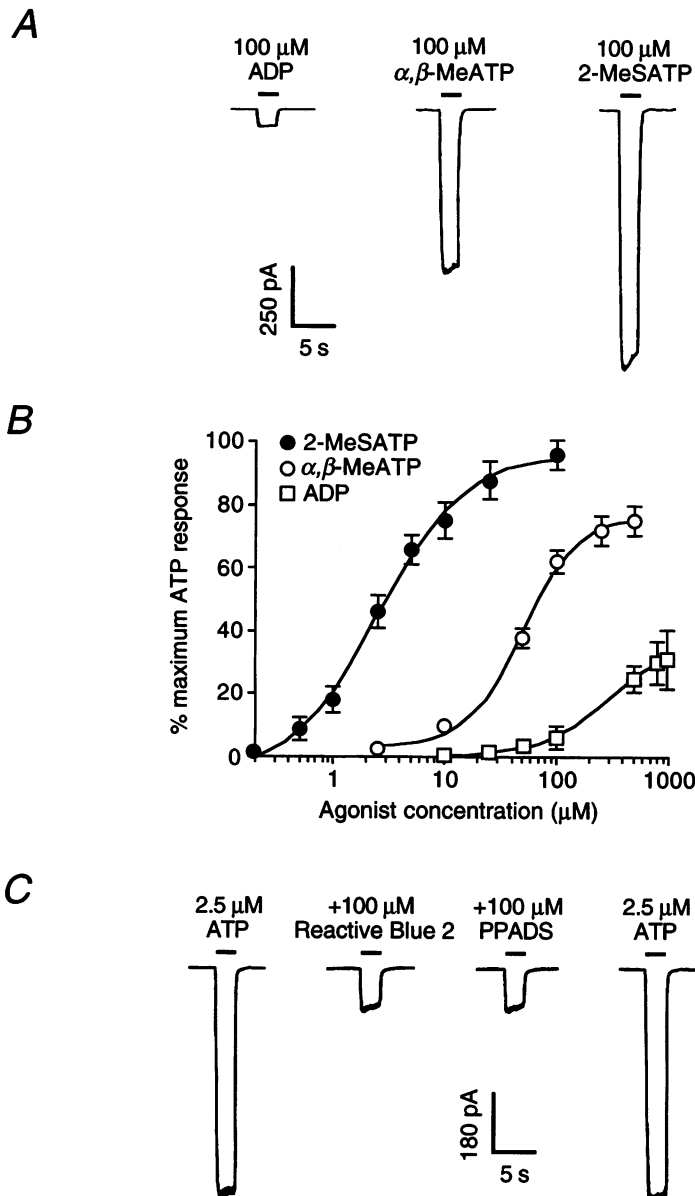 A
100 μM
ADP
100 μM
α,β-MeATP
100 μM
2-MeSATP
250 pA
5 s
B
% maximum ATP response
100
80
60
40
20
0
2-MeSATP
α,β-MeATP
ADP
1
10
100
1000
Agonist concentration (μM)
C
2.5 μM
ATP
+100 μM
Reactive Blue 2
+100 μM
PPADS
2.5 μM
ATP
180 pA
5 s